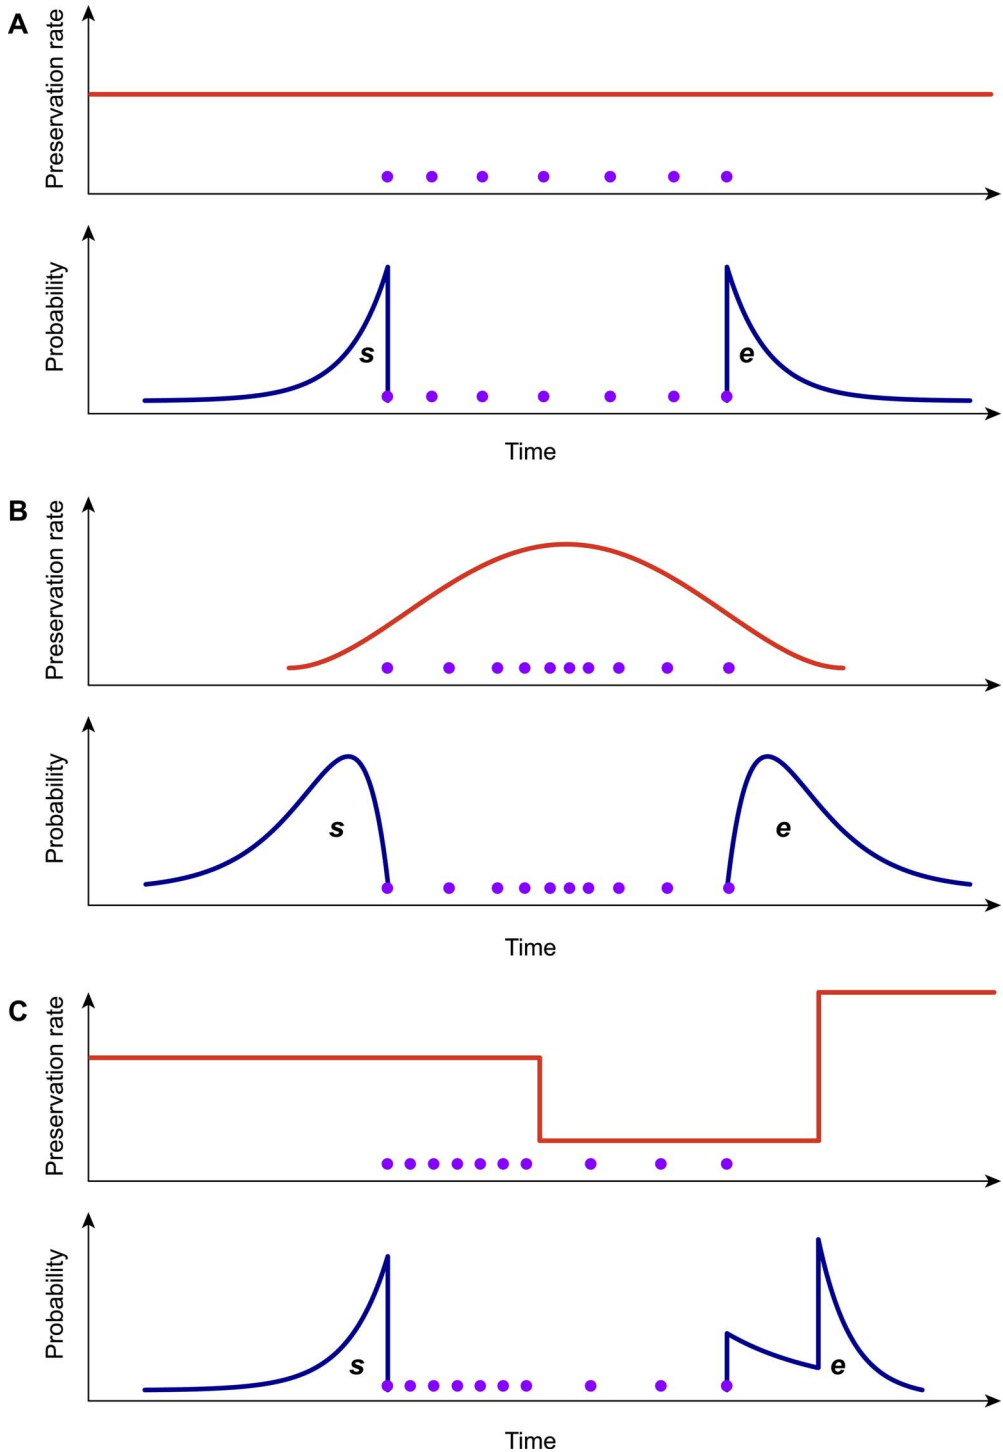 A
Preservation rate
Probability
s
e
Time
B
Preservation rate
Probability
s
e
Time
C
Preservation rate
Probability
s
e
Time